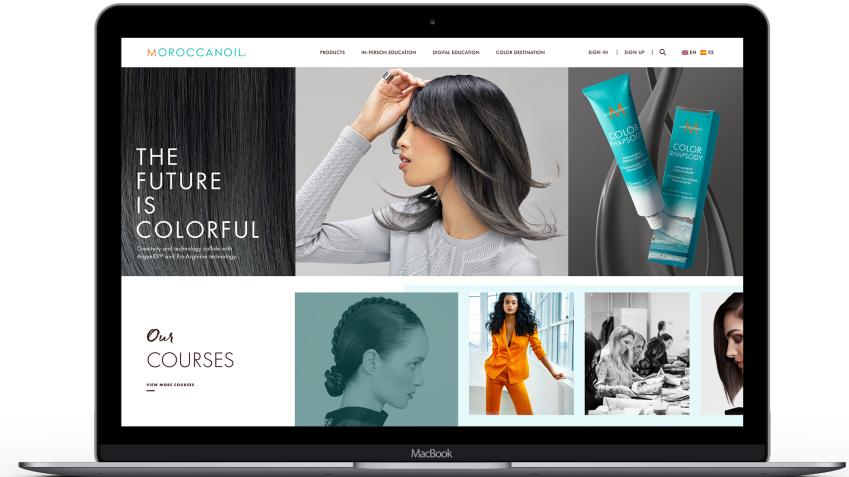 MOROCCANOIL.
PRODUCTS IN-PERSON EDUCATION DIGITAL EDUCATION COLOR DESTINATION SIGN IN | SIGN UP | EN ES
THE
FUTURE
IS
COLORFUL
Creativity and technology collide with
ArganID™ and Pro-Arginine technology
M
COLOR
RHAPSODY
M
COLOR
RHAPSODY
Our
COURSES
VIEW MORE COURSES
MacBook